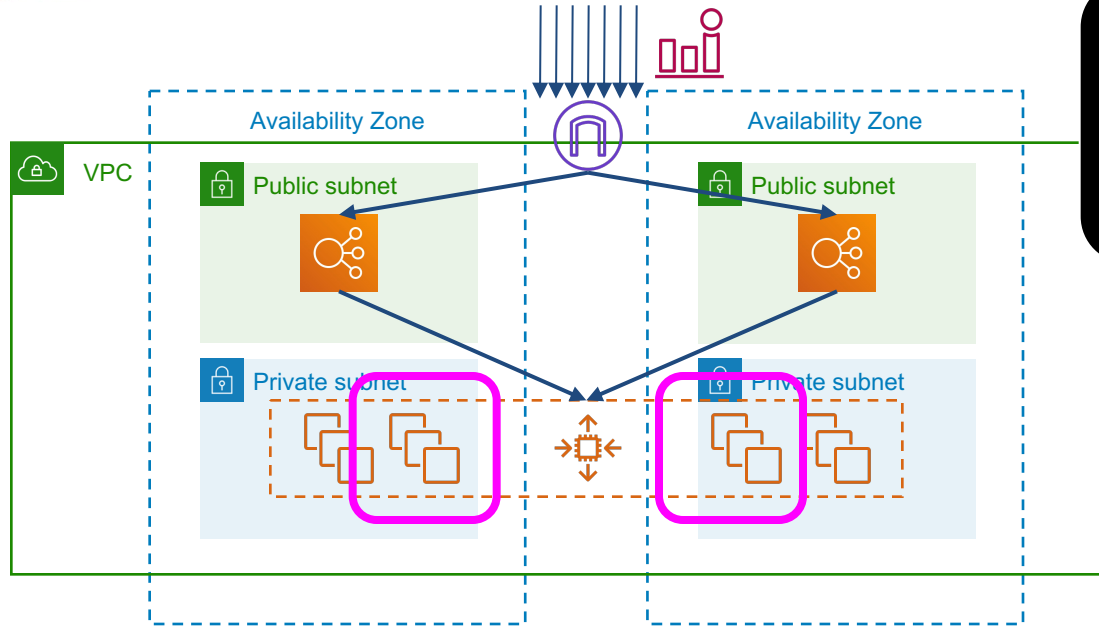 Availability Zone
Availability Zone
VPC
Public subnet
Public subnet
Private subnet
Private subnet